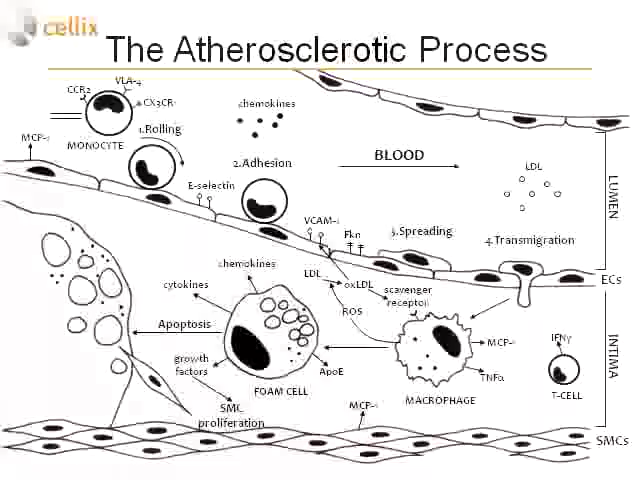 cellix
The Atherosclerotic Process
VLA-4
CCR2
CX3CR
chemokines
MCP-1
1.Rolling
MONOCYTE
BLOOD
2.Adhesion
LDL
E-selectin
LUMEN
VCAM-1
Fkn
3.Spreading
4.Transmigration
chemokines
LDL
oxLDL
ECs
cytokines
scavenger
receptor
ROS
Apoptosis
MCP-1
IFNγ
INTIMA
growth
factors
ApoE
TNFα
FOAM CELL
MACROPHAGE
T-CELL
SMC
proliferation
MCP-1
SMCs